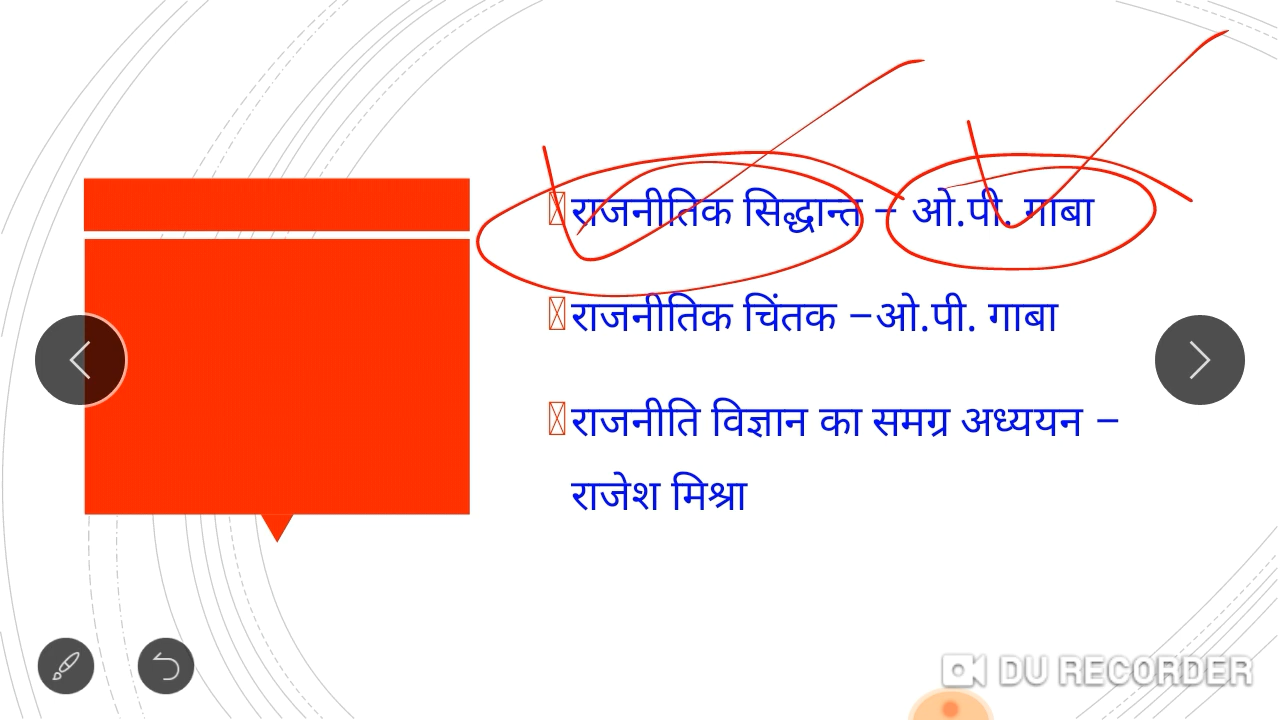 राजनीतिक सिद्धान्त – ओ.पी. गाबा
राजनीतिक चिंतक –ओ.पी. गाबा
राजनीति विज्ञान का समग्र अध्ययन –
राजेश मिश्रा
DU RECORDER